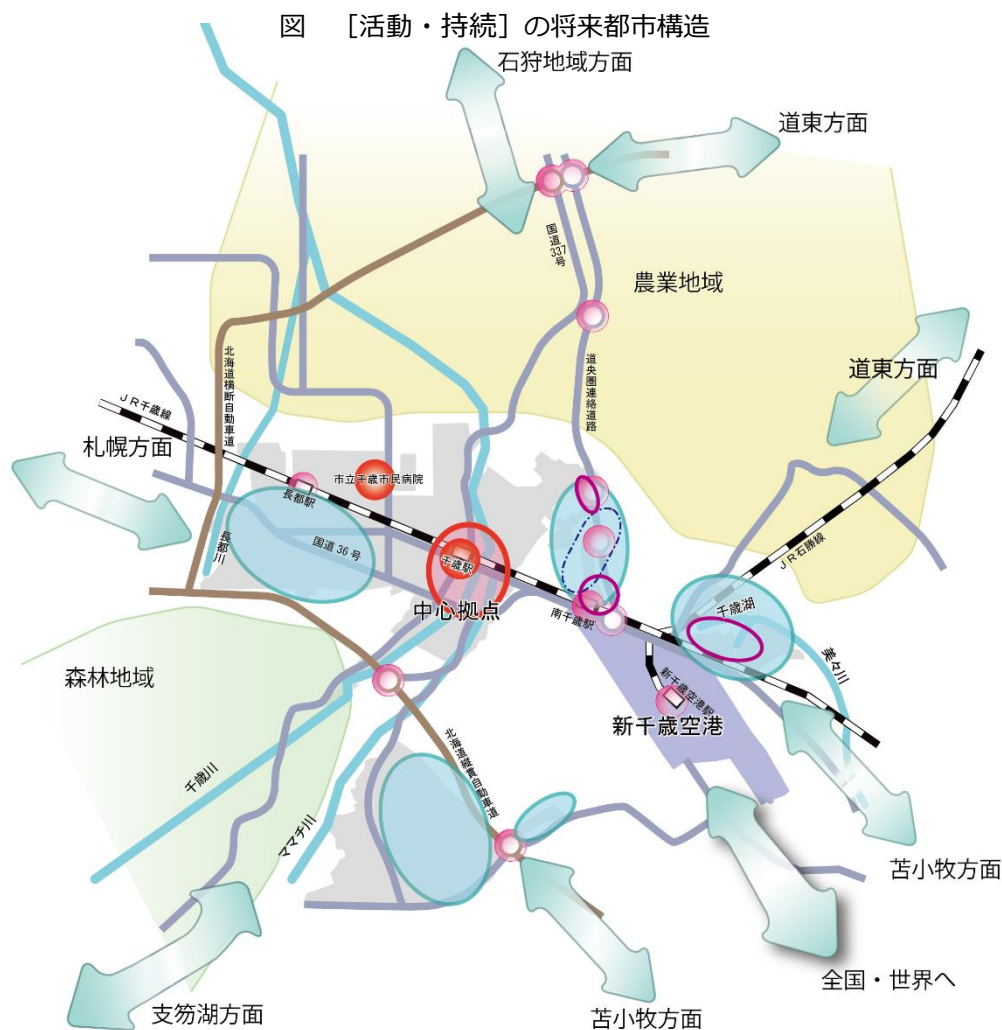 図　［活動・持続］の将来都市構造
石狩地域方面
道東方面
国道337号
農業地域
道央圏連絡道路
北海道横断自動車道
道東方面
ＪＲ千歳線
札幌方面
市立千歳市民病院
長都駅
ＪＲ石勝線
国道36号
長都川
千歳駅
中心拠点
南千歳駅
千歳湖
美々川
森林地域
新千歳空港駅
新千歳空港
北海道縦貫自動車道
千歳川
ママチ川
苫小牧方面
全国・世界へ
支笏湖方面
苫小牧方面